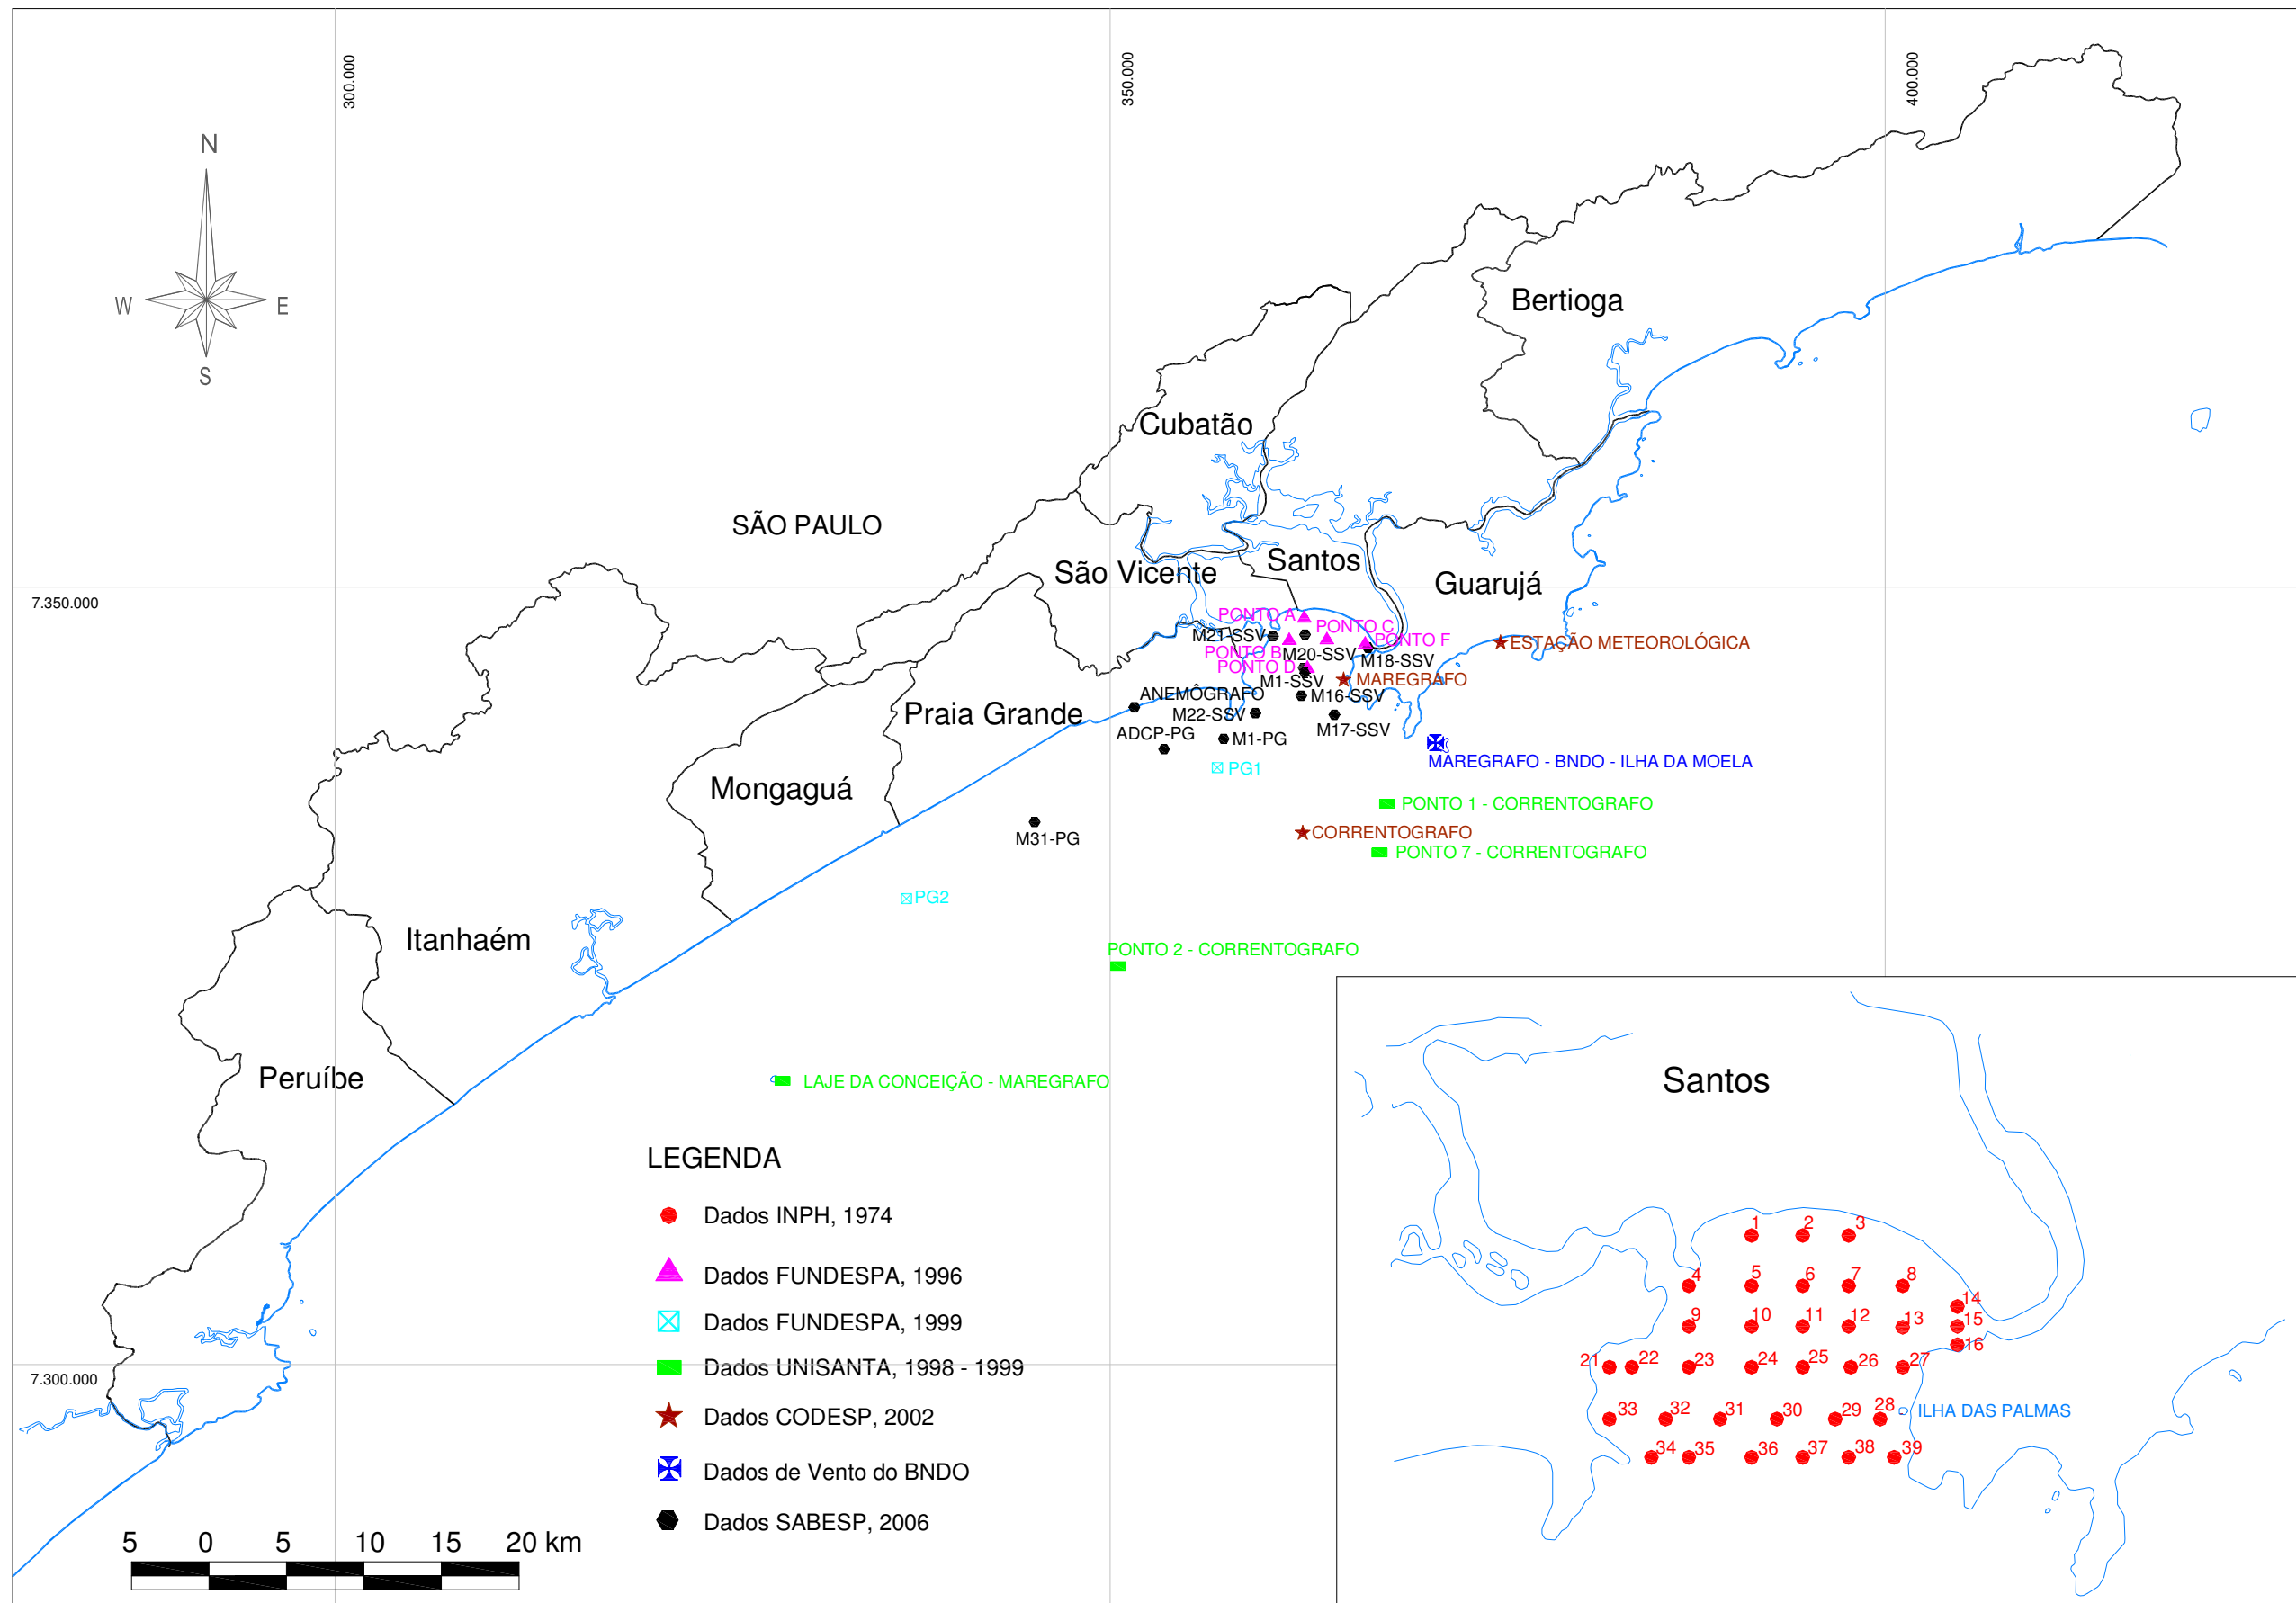 300.000
350.000
400.000
N
W
E
S
Bertioga
Cubatão
SÃO PAULO
Santos
São Vicente
Guarujá
7.350.000
PONTO A
PONTO C
M21-SSV
PONTO F
ESTAÇÃO METEOROLÓGICA
PONTO B
M20-SSV
M18-SSV
PONTO D
M1-SSV
MAREGRAFO
ANEMÔGRAFO
M16-SSV
Praia Grande
M22-SSV
M17-SSV
ADCP-PG
M1-PG
MAREGRAFO - BNDO - ILHA DA MOELA
PG1
Mongaguá
PONTO 1 - CORRENTOGRAFO
CORRENTOGRAFO
M31-PG
PONTO 7 - CORRENTOGRAFO
PG2
Itanhaém
PONTO 2 - CORRENTOGRAFO
Peruíbe
LAJE DA CONCEIÇÃO - MAREGRAFO
LEGENDA
Dados INPH, 1974
Dados FUNDESPA, 1996
Dados FUNDESPA, 1999
Dados UNISANTA, 1998 - 1999
Dados CODESP, 2002
Dados de Vento do BNDO
Dados SABESP, 2006
7.300.000
5 0 5 10 15 20 km
Santos
1 2 3
4 5 6 7 8
14
9 10 11 12 13 15
16
21 22 23 24 25 26 27
33 32 31 30 29 28
ILHA DAS PALMAS
34 35 36 37 38 39